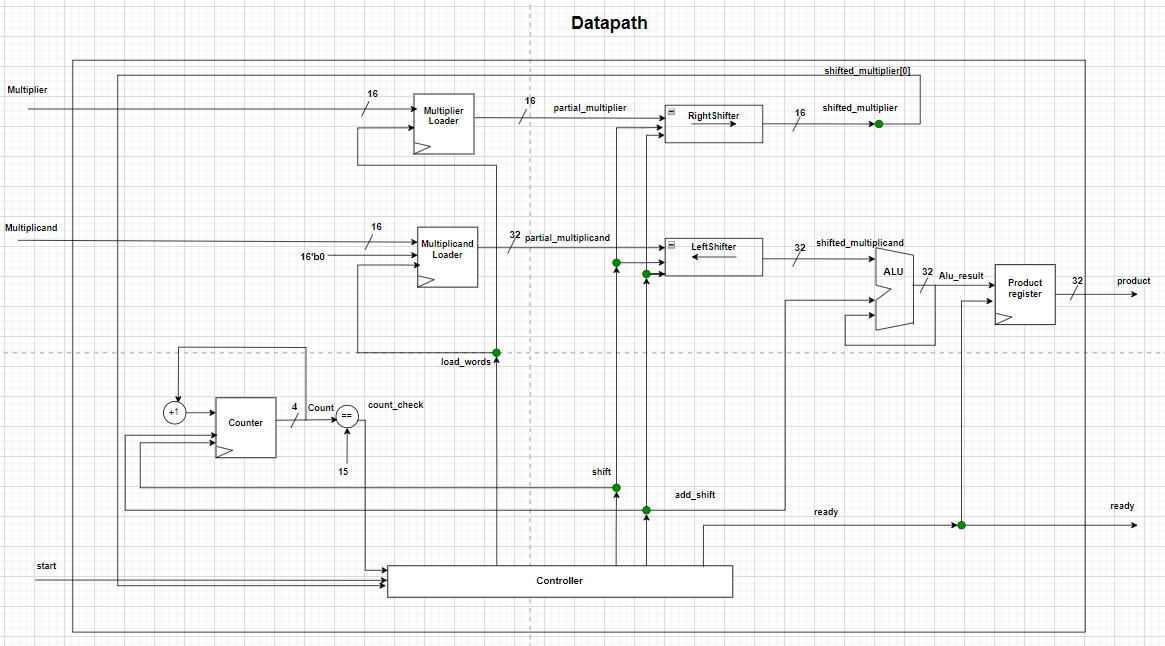 Datapath
shifted_multiplier[0]
Multiplier
16
Multiplier
Loader
16
partial_multiplier
RightShifter
16
shifted_multiplier
Multiplicand
16
16'b0
Multiplicand
Loader
32
partial_multiplicand
LeftShifter
32
shifted_multiplicand
ALU
32
Alu_result
Product
register
32
product
load_words
+1
Counter
4
Count
==
count_check
15
shift
add_shift
ready
ready
start
Controller